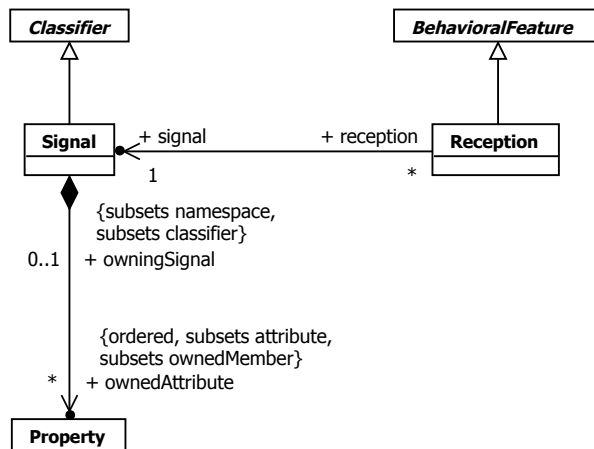 Classifier
BehavioralFeature
Signal
+ signal
+ reception
Reception
1
*
{subsets namespace,
subsets classifier}
0..1
+ owningSignal
{ordered, subsets attribute,
subsets ownedMember}
*
+ ownedAttribute
Property